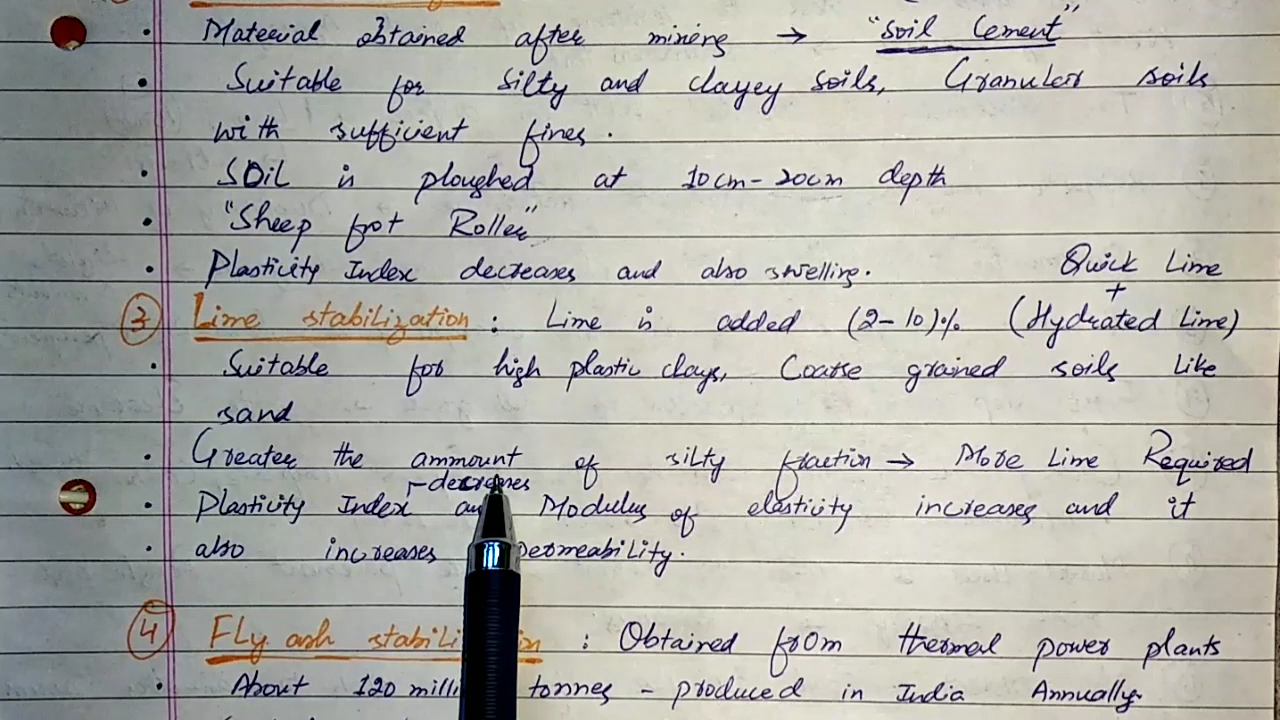 • Material obtained after mixing → "Soil Cement"
• Suitable for silty and clayey soils, Granular soils
with sufficient fines.
• Soil is ploughed at 10cm-20cm depth
• "Sheep foot Roller"
• Plasticity Index decreases and also swelling.
Quick Lime
+
③ Lime stabilization : Lime is added (2-10)% (Hydrated Lime)
• Suitable for high plastic clays, Coarse grained soils like
sand
• Greater the ammount of silty fraction → More Lime Required
decreases
• Plasticity Index Modulus of elasticity increases and it
• also increases permeability.
④ Fly ash : Obtained from thermal power plants
• About 120 tonnes - produced in India Annually